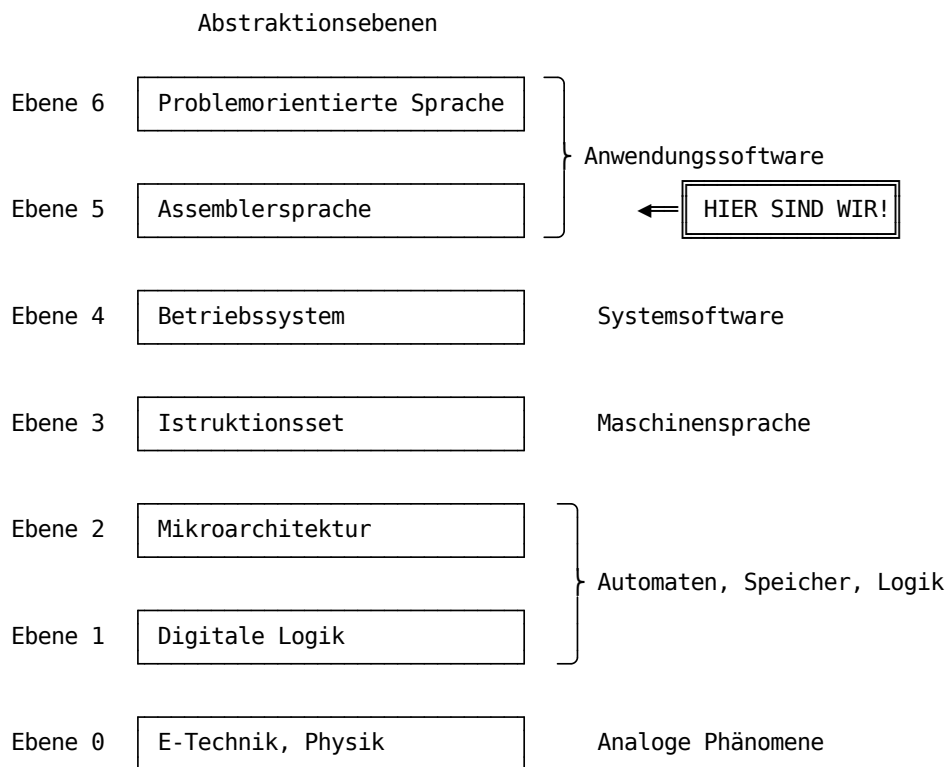 Abstraktionsebenen
Ebene 6 Problemorientierte Sprache
Anwendungssoftware
Ebene 5 Assemblersprache HIER SIND WIR!
Ebene 4 Betriebssystem Systemsoftware
Ebene 3 Istruktionsset Maschinensprache
Ebene 2 Mikroarchitektur
Automaten, Speicher, Logik
Ebene 1 Digitale Logik
Ebene 0 E-Technik, Physik Analoge Phänomene